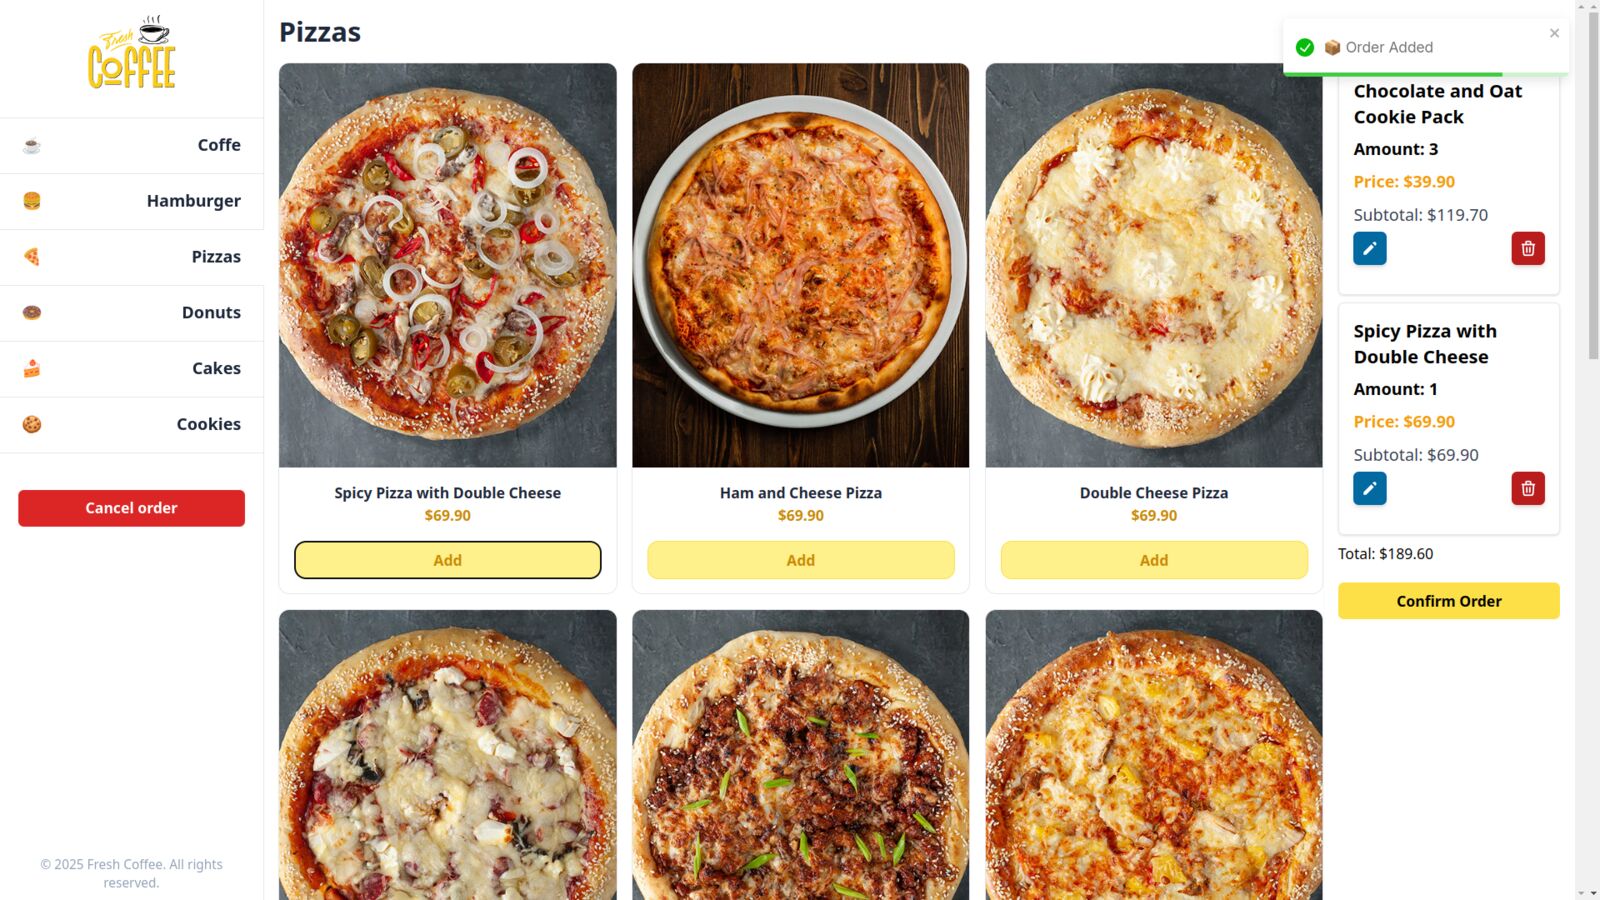 Fresh
COFFEE
Coffe
Hamburger
Pizzas
Donuts
Cakes
Cookies
Cancel order
© 2025 Fresh Coffee. All rights
reserved.
Pizzas
Spicy Pizza with Double Cheese
$69.90
Add
Ham and Cheese Pizza
$69.90
Add
Double Cheese Pizza
$69.90
Add
Order Added
Chocolate and Oat
Cookie Pack
Amount: 3
Price: $39.90
Subtotal: $119.70
Spicy Pizza with
Double Cheese
Amount: 1
Price: $69.90
Subtotal: $69.90
Total: $189.60
Confirm Order